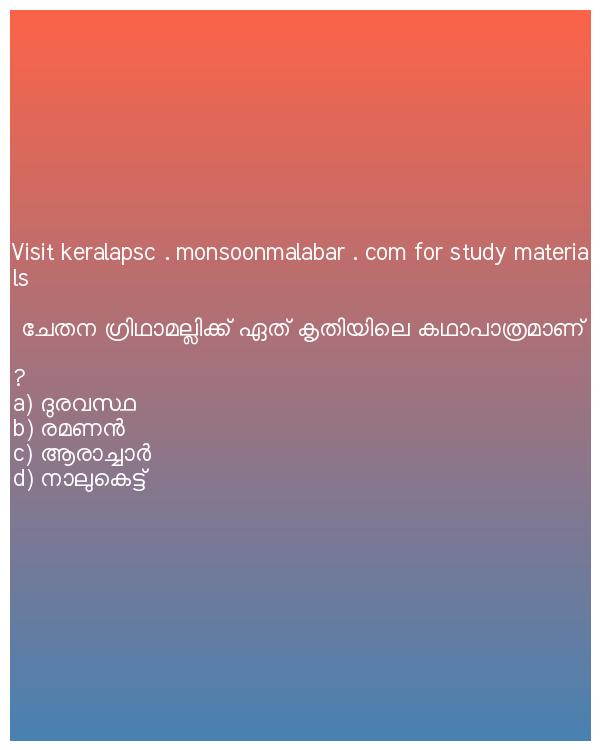 Visit keralapsc . monsoonmalabar . com for study materia
ls
ചേതന ഗ്രിഥാമല്ലിക്ക് ഏത് കൃതിയിലെ കഥാപാത്രമാണ്
?
a) ദുരവസ്ഥ
b) രമണൻ
c) ആരാച്ചാർ
d) നാലുകെട്ട്